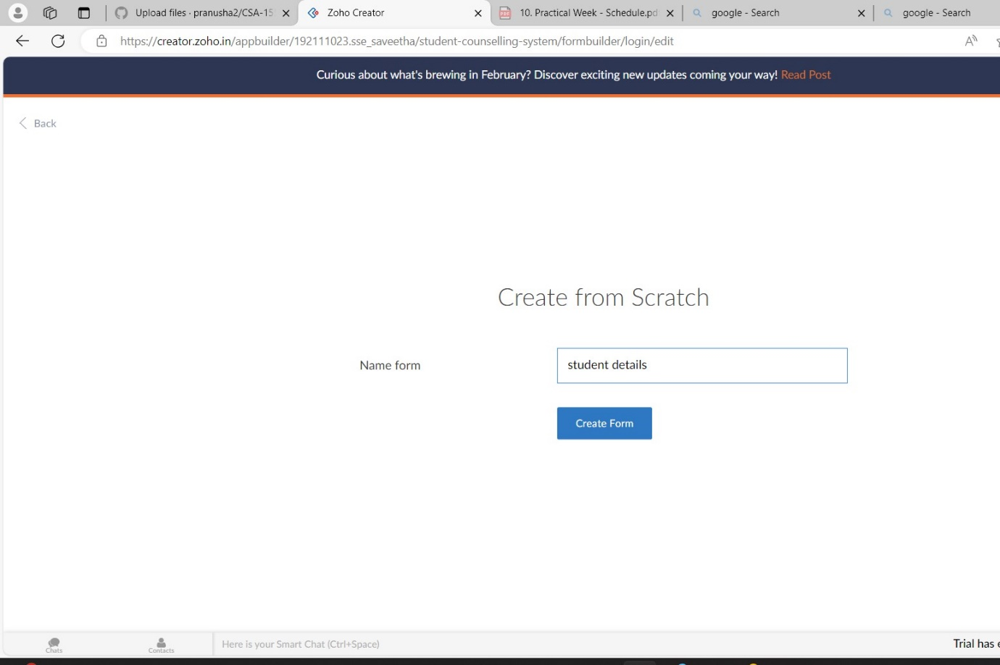 Upload files · pranusha2/CSA-15
Zoho Creator
10. Practical Week - Schedule.pd
google - Search
google - Search
https://creator.zoho.in/appbuilder/192111023.sse_saveetha/student-counselling-system/formbuilder/login/edit
Curious about what's brewing in February? Discover exciting new updates coming your way! Read Post
Back
Create from Scratch
Name form
student details
Create Form
Chats
Contacts
Here is your Smart Chat (Ctrl+Space)
Trial has e